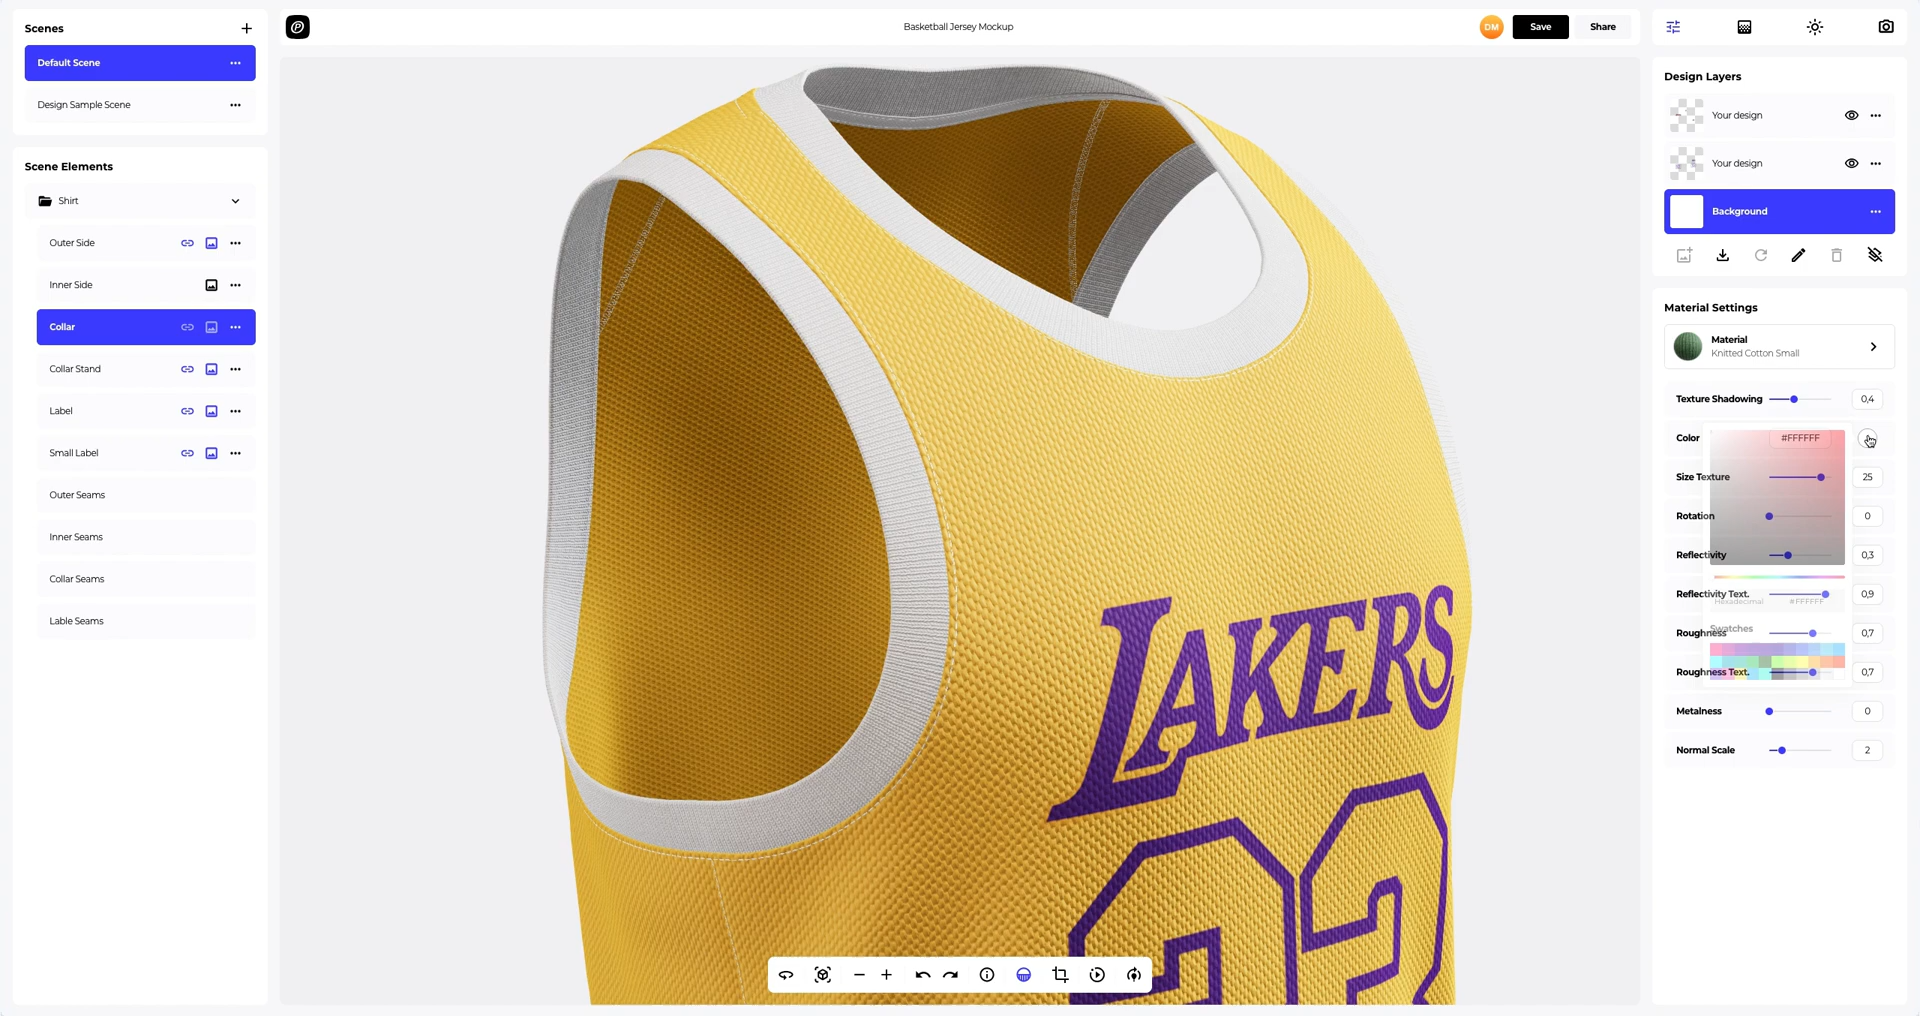 Scenes
Default Scene
Design Sample Scene
Scene Elements
Shirt
Outer Side
Inner Side
Collar
Collar Stand
Label
Small Label
Outer Seams
Inner Seams
Collar Seams
Lable Seams
Basketball Jersey Mockup
DM
Save
Share
LAKERS
Design Layers
Your design
Your design
Background
Material Settings
Material
Knitted Cotton Small
Texture Shadowing 0,4
Color #FFFFFF
Size Texture 25
Rotation 0
Reflectivity 0,3
Reflectivity Text. 0,9
Hexadecimal #FFFFFF
Swatches
Roughness 0,7
Roughness Text. 0,7
Metalness 0
Normal Scale 2